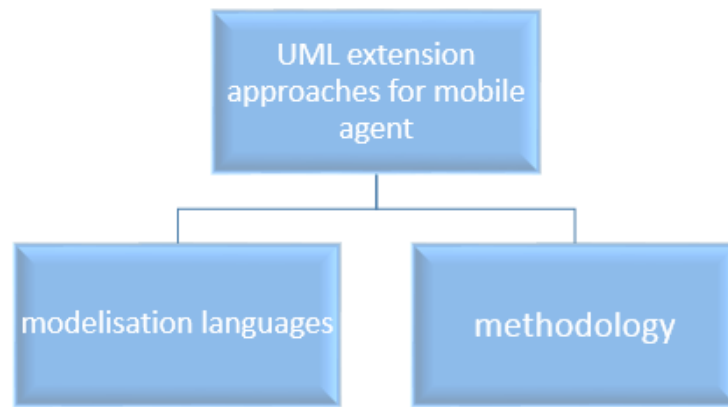 UML extension
approaches for mobile
agent
modelisation languages
methodology